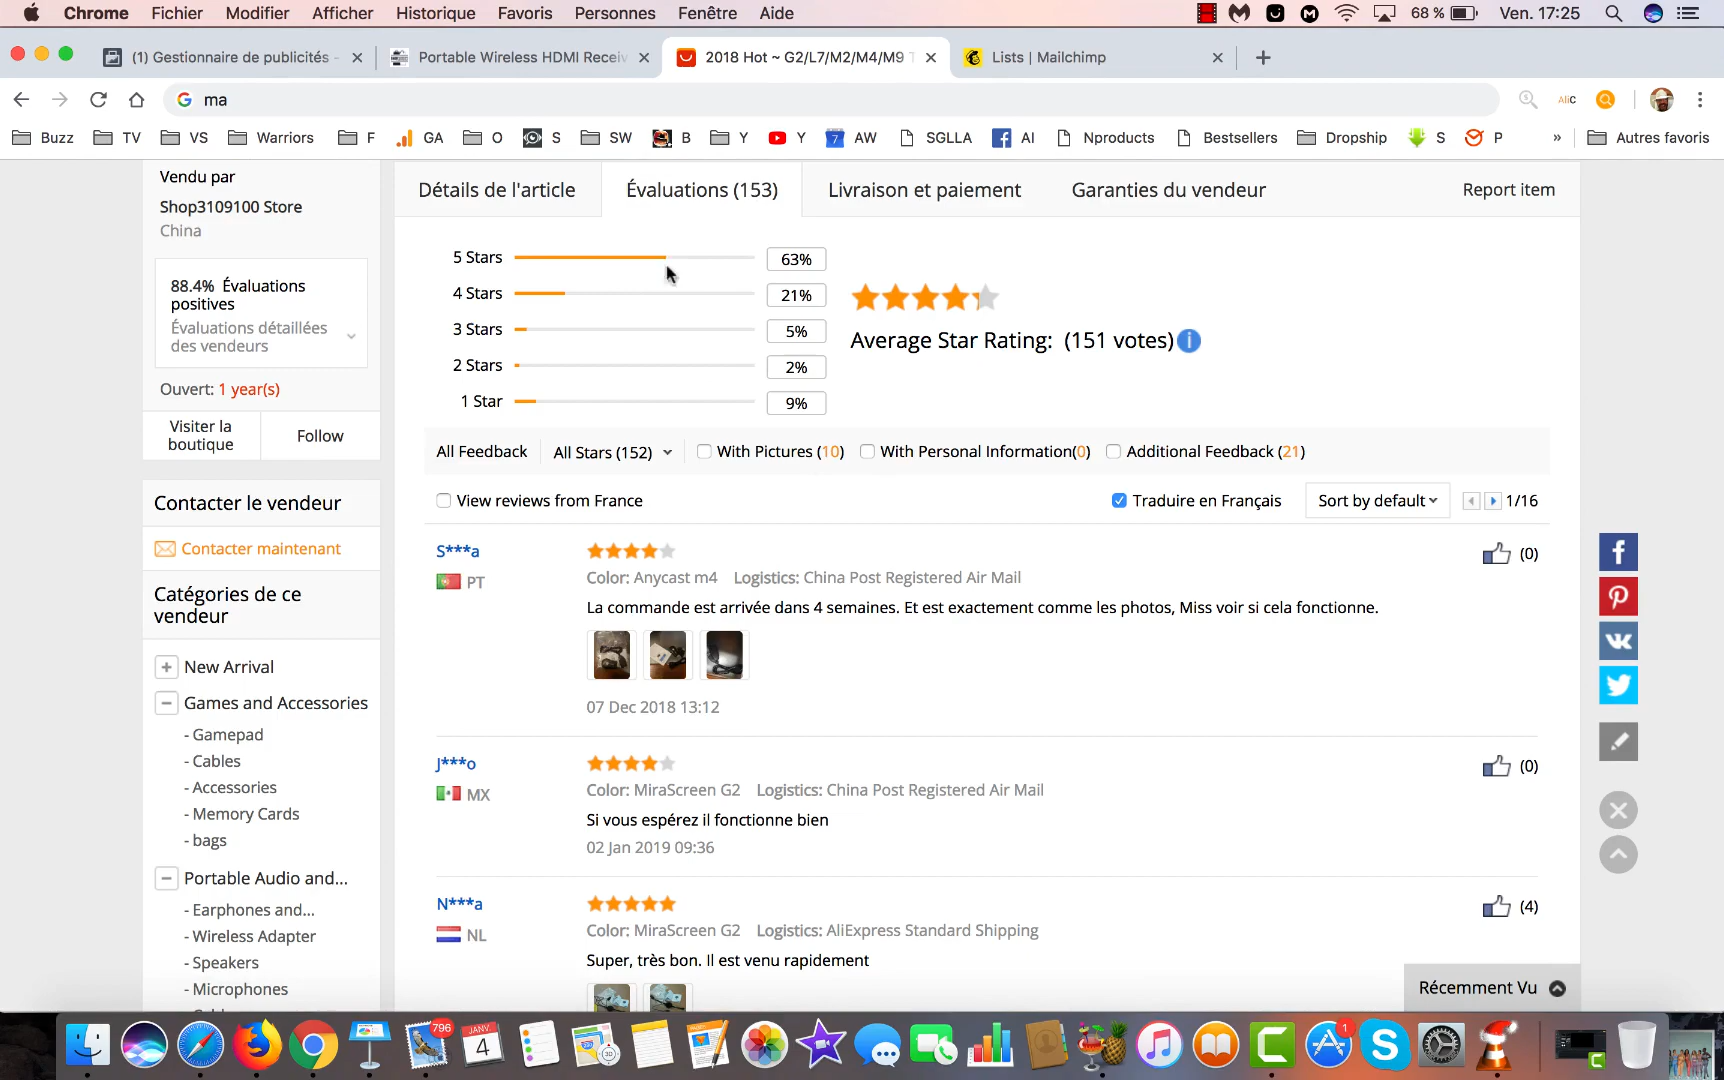 Chrome Fichier Modifier Afficher Historique Favoris Personnes Fenêtre Aide 68 % Ven. 17:25
(1) Gestionnaire de publicités - Portable Wireless HDMI Receiv 2018 Hot ~ G2/L7/M2/M4/M9 T Lists | Mailchimp
ma AliC
Buzz TV VS Warriors F GA O S SW B Y Y AW SGLLA AI Nproducts Bestsellers Dropship S P » Autres favoris
Vendu par
Shop3109100 Store
China
88.4% Évaluations
positives
Évaluations détaillées
des vendeurs
Ouvert: 1 year(s)
Visiter la
boutique
Follow
Contacter le vendeur
Contacter maintenant
Catégories de ce
vendeur
New Arrival
Games and Accessories
- Gamepad
- Cables
- Accessories
- Memory Cards
- bags
Portable Audio and...
- Earphones and...
- Wireless Adapter
- Speakers
- Microphones
Détails de l'article Évaluations (153) Livraison et paiement Garanties du vendeur Report item
5 Stars 63%
4 Stars 21%
3 Stars 5%
2 Stars 2%
1 Star 9%
Average Star Rating: (151 votes)
All Feedback All Stars (152) With Pictures (10) With Personal Information(0) Additional Feedback (21)
View reviews from France Traduire en Français Sort by default 1/16
S***a
PT
Color: Anycast m4 Logistics: China Post Registered Air Mail
La commande est arrivée dans 4 semaines. Et est exactement comme les photos, Miss voir si cela fonctionne.
07 Dec 2018 13:12
(0)
J***o
MX
Color: MiraScreen G2 Logistics: China Post Registered Air Mail
Si vous espérez il fonctionne bien
02 Jan 2019 09:36
(0)
N***a
NL
Color: MiraScreen G2 Logistics: AliExpress Standard Shipping
Super, très bon. Il est venu rapidement
(4)
Récemment Vu
796
JANV.
4
1